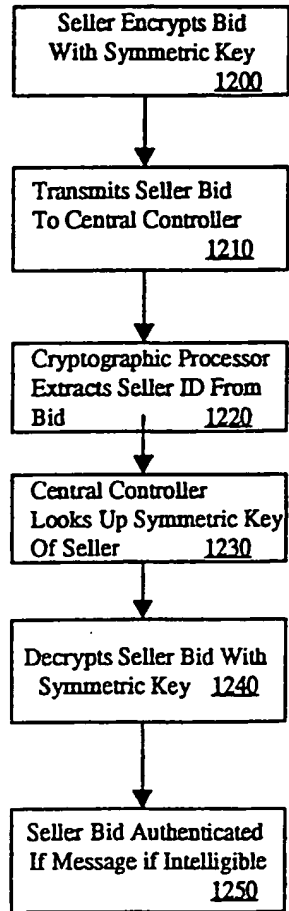 Seller Encrypts Bid
With Symmetric Key
1200
Transmits Seller Bid
To Central Controller
1210
Cryptographic Processor
Extracts Seller ID From
Bid 1220
Central Controller
Looks Up Symmetric Key
Of Seller 1230
Decrypts Seller Bid With
Symmetric Key 1240
Seller Bid Authenticated
If Message if Intelligible
1250